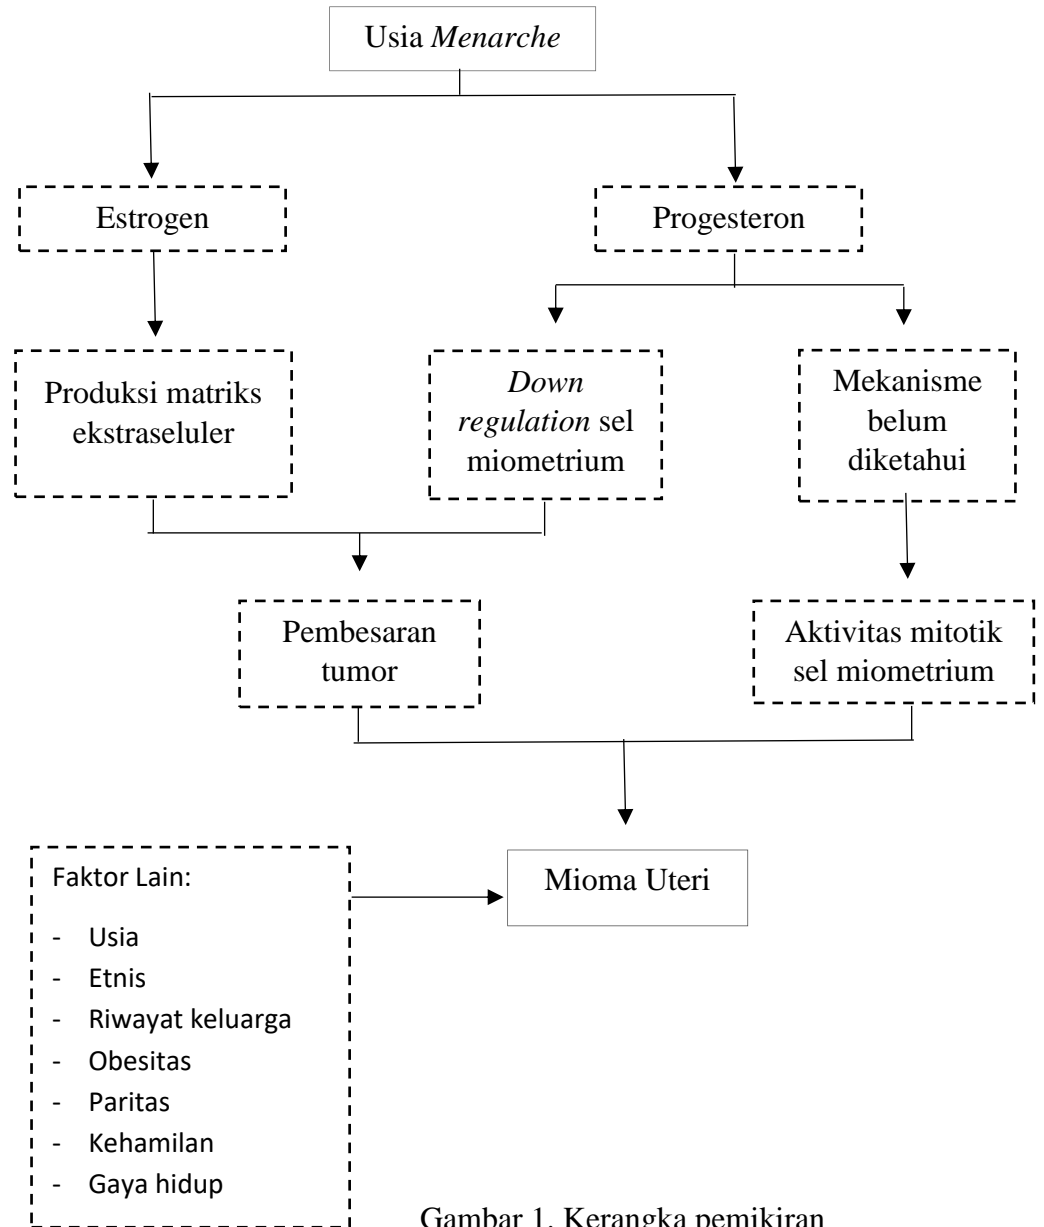 Usia Menarche
Estrogen
Progesteron
Produksi matriks
ekstraseluler
Down
regulation sel
miometrium
Mekanisme
belum
diketahui
Pembesaran
tumor
Aktivitas mitotik
sel miometrium
Faktor Lain:
- Usia
- Etnis
- Riwayat keluarga
- Obesitas
- Paritas
- Kehamilan
- Gaya hidup
Mioma Uteri
Gambar 1. Kerangka pemikiran